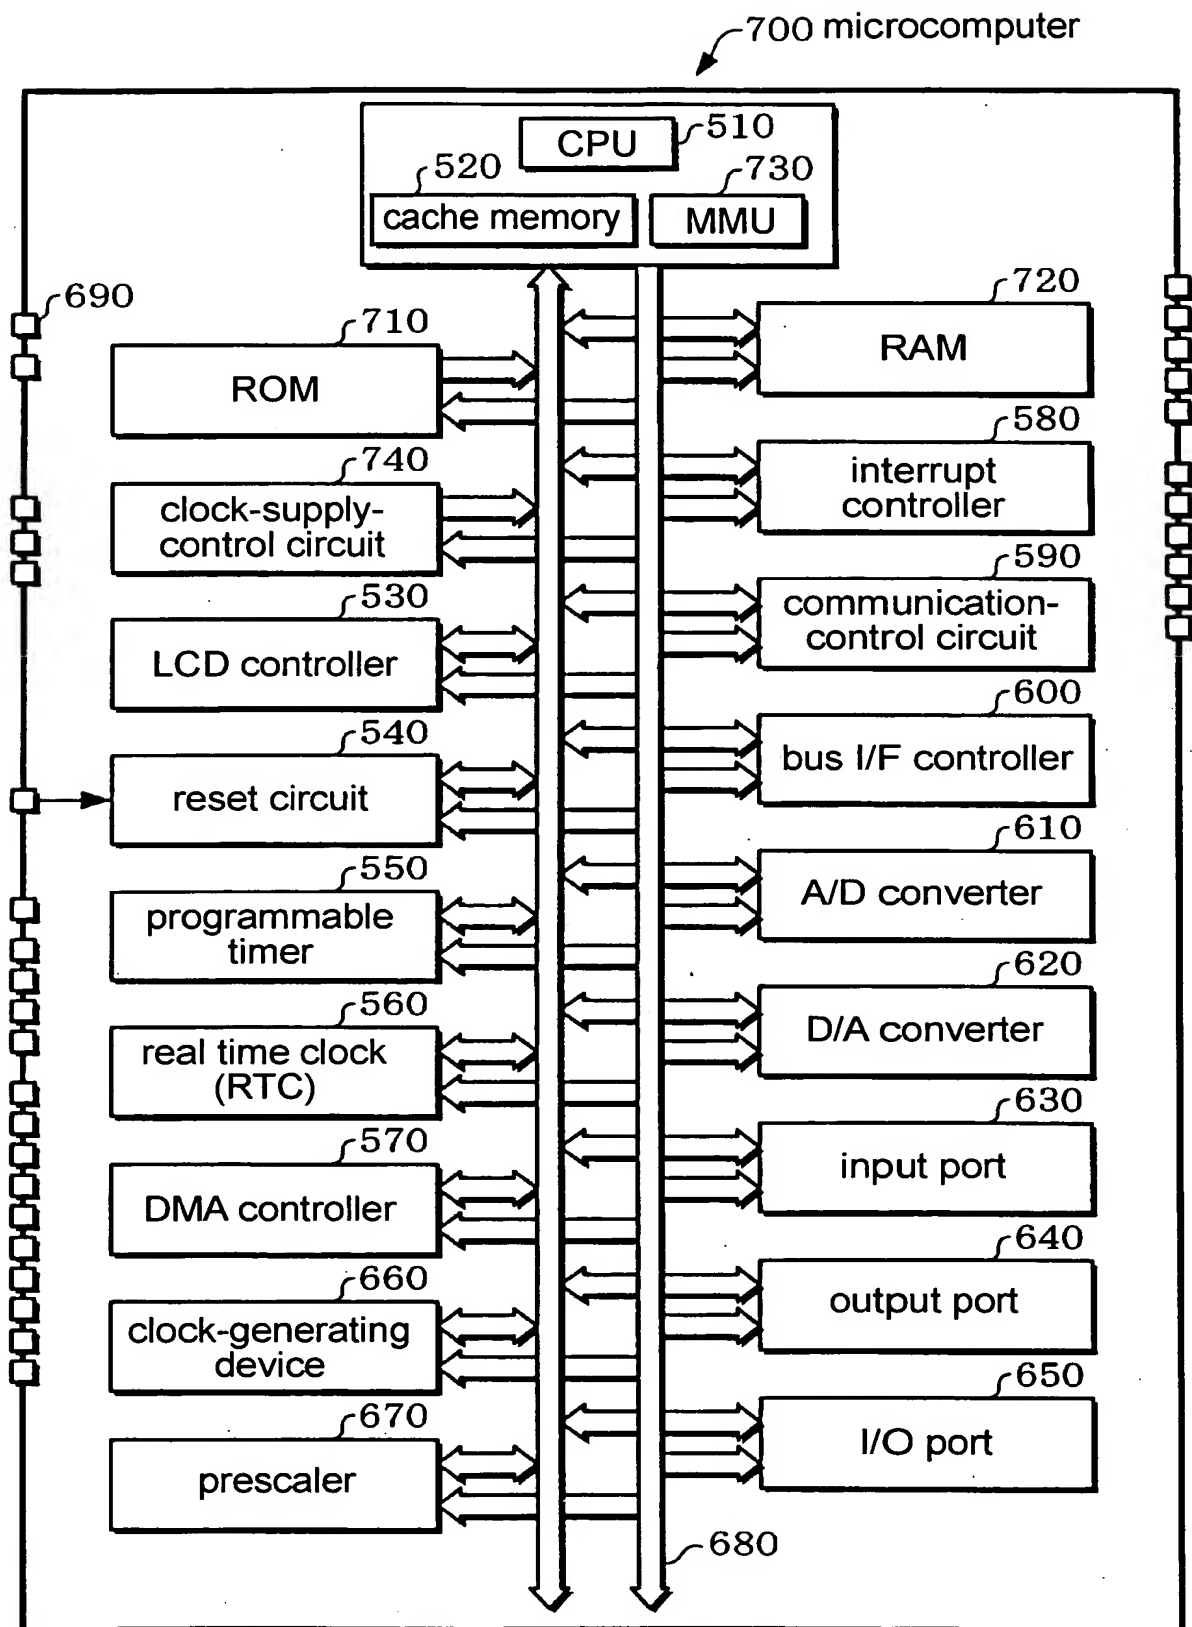 700 microcomputer
CPU
510
520
cache memory
730
MMU
690
710
ROM
720
RAM
740
clock-supply-
control circuit
580
interrupt
controller
530
LCD controller
590
communication-
control circuit
540
reset circuit
600
bus I/F controller
550
programmable
timer
610
A/D converter
560
real time clock
(RTC)
620
D/A converter
570
DMA controller
630
input port
660
clock-generating
device
640
output port
670
prescaler
650
I/O port
680